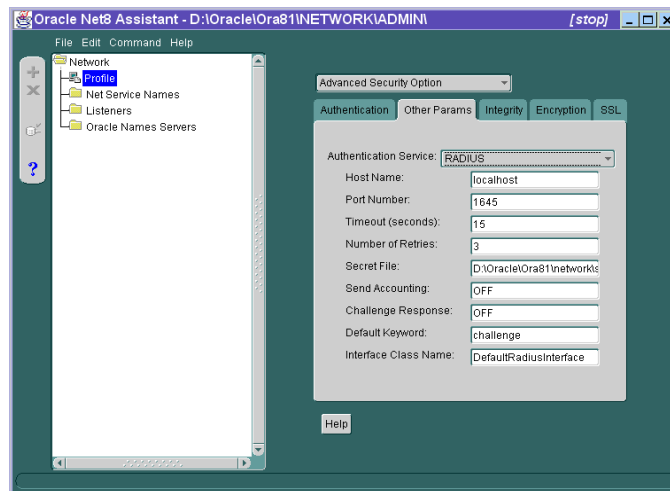 Oracle Net8 Assistant - D:\Oracle\Ora81\NETWORK\ADMIN\ [stop]
File Edit Command Help
Network
Profile
Net Service Names
Listeners
Oracle Names Servers
?
Advanced Security Option
Authentication Other Params Integrity Encryption SSL
Authentication Service: RADIUS
Host Name: localhost
Port Number: 1645
Timeout (seconds): 15
Number of Retries: 3
Secret File: D:\Oracle\Ora81\network\s
Send Accounting: OFF
Challenge Response: OFF
Default Keyword: challenge
Interface Class Name: DefaultRadiusInterface
Help